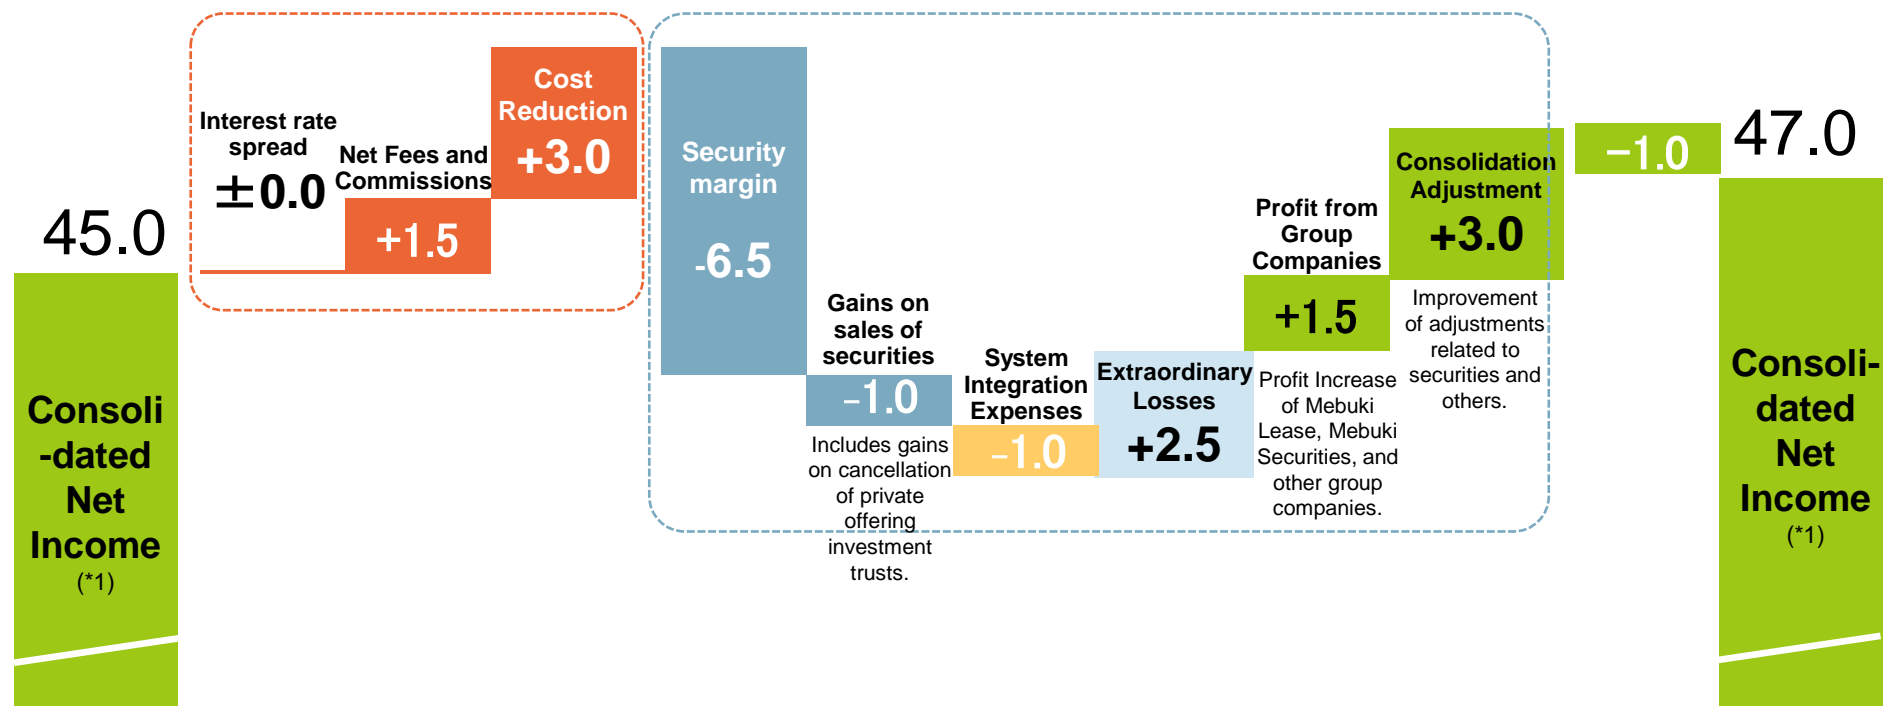 45.0
Consoli
-dated
Net
Income
(*1)
Interest rate
spread
±0.0
Net Fees and
Commissions
+1.5
Cost
Reduction
+3.0
Security
margin
-6.5
Gains on
sales of
securities
−1.0
Includes gains
on cancellation
of private
offering
investment
trusts.
System
Integration
Expenses
−1.0
Extraordinary
Losses
+2.5
Profit from
Group
Companies
+1.5
Profit Increase
of Mebuki
Lease, Mebuki
Securities, and
other group
companies.
Consolidation
Adjustment
+3.0
Improvement
of adjustments
related to
securities and
others.
−1.0
47.0
Consoli-
dated
Net
Income
(*1)